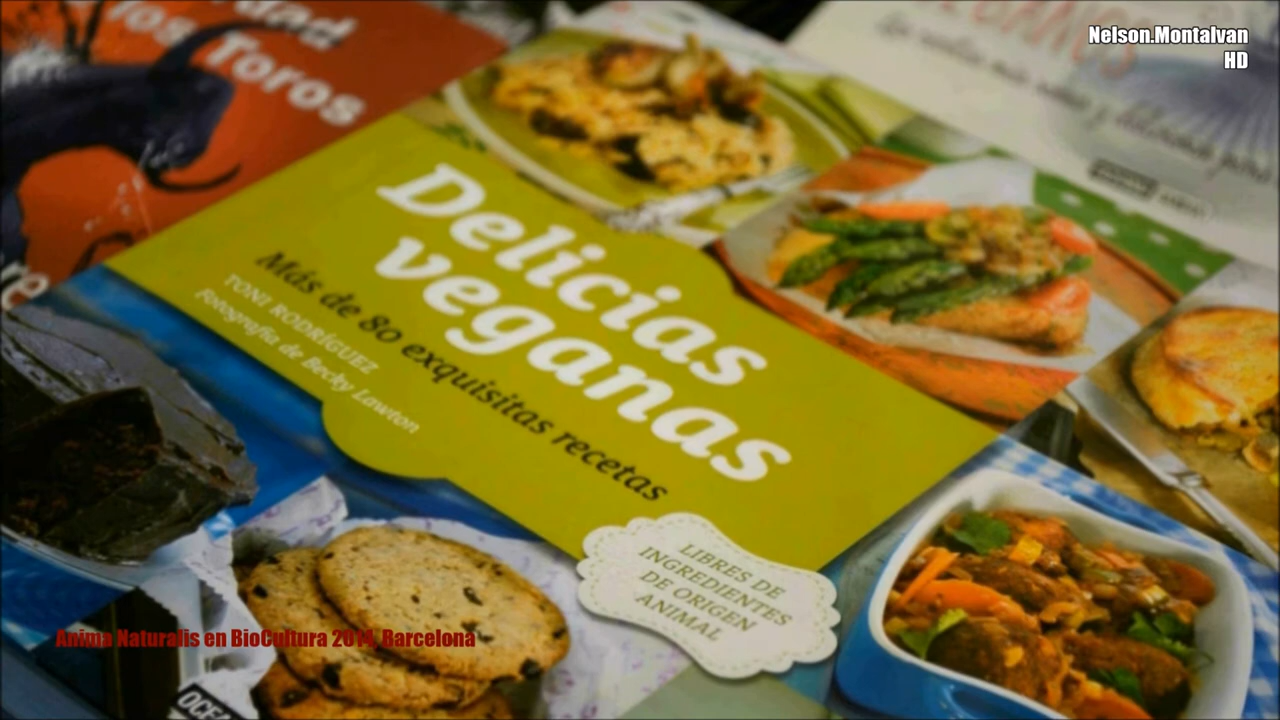 Nelson.Montalvan
HD
los Toros
Delicias
veganas
Más de 80 exquisitas recetas
TONI RODRÍGUEZ
Fotografía de Becky Lawton
LIBRES DE
INGREDIENTES
DE ORIGEN
ANIMAL
Anima Naturalis en BioCultura 2014, Barcelona